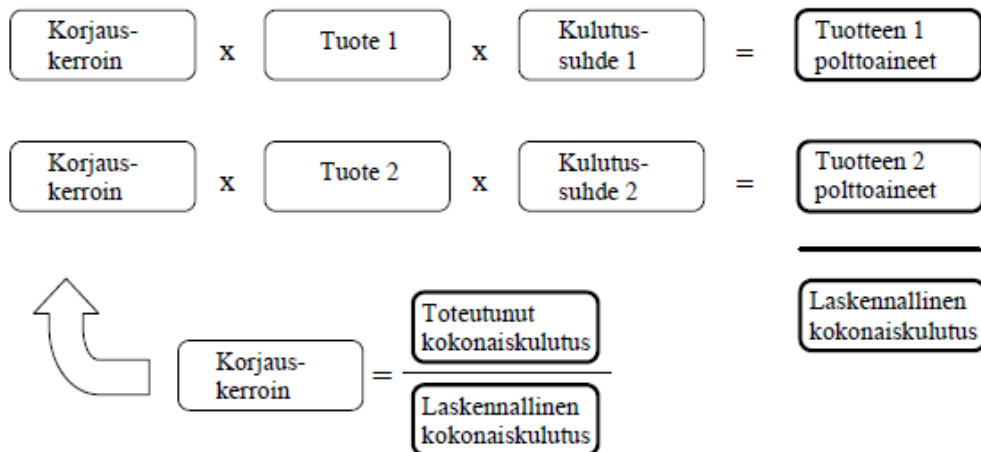 Korjaus-
kerroin
x
Tuote 1
x
Kulutus-
suhde 1
=
Tuotteen 1
polttoaineet
Korjaus-
kerroin
x
Tuote 2
x
Kulutus-
suhde 2
=
Tuotteen 2
polttoaineet
Laskennallinen
kokonaiskulutus
Korjaus-
kerroin
=
Toteutunut
kokonaiskulutus
Laskennallinen
kokonaiskulutus